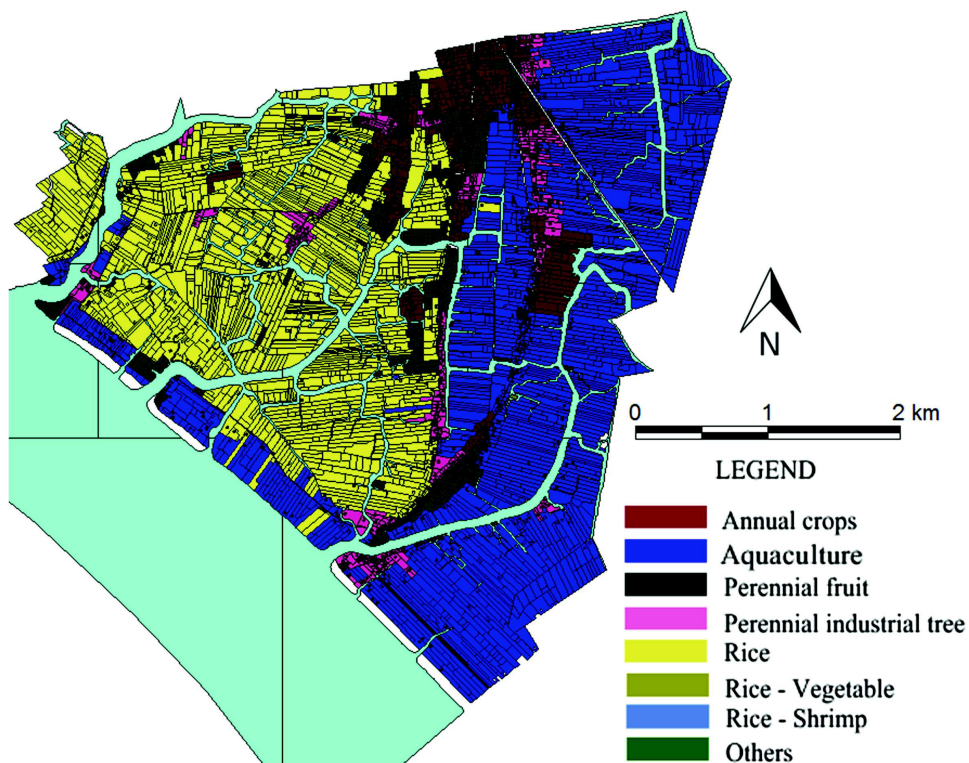 N
0 1 2 km
LEGEND
Annual crops
Aquaculture
Perennial fruit
Perennial industrial tree
Rice
Rice - Vegetable
Rice - Shrimp
Others